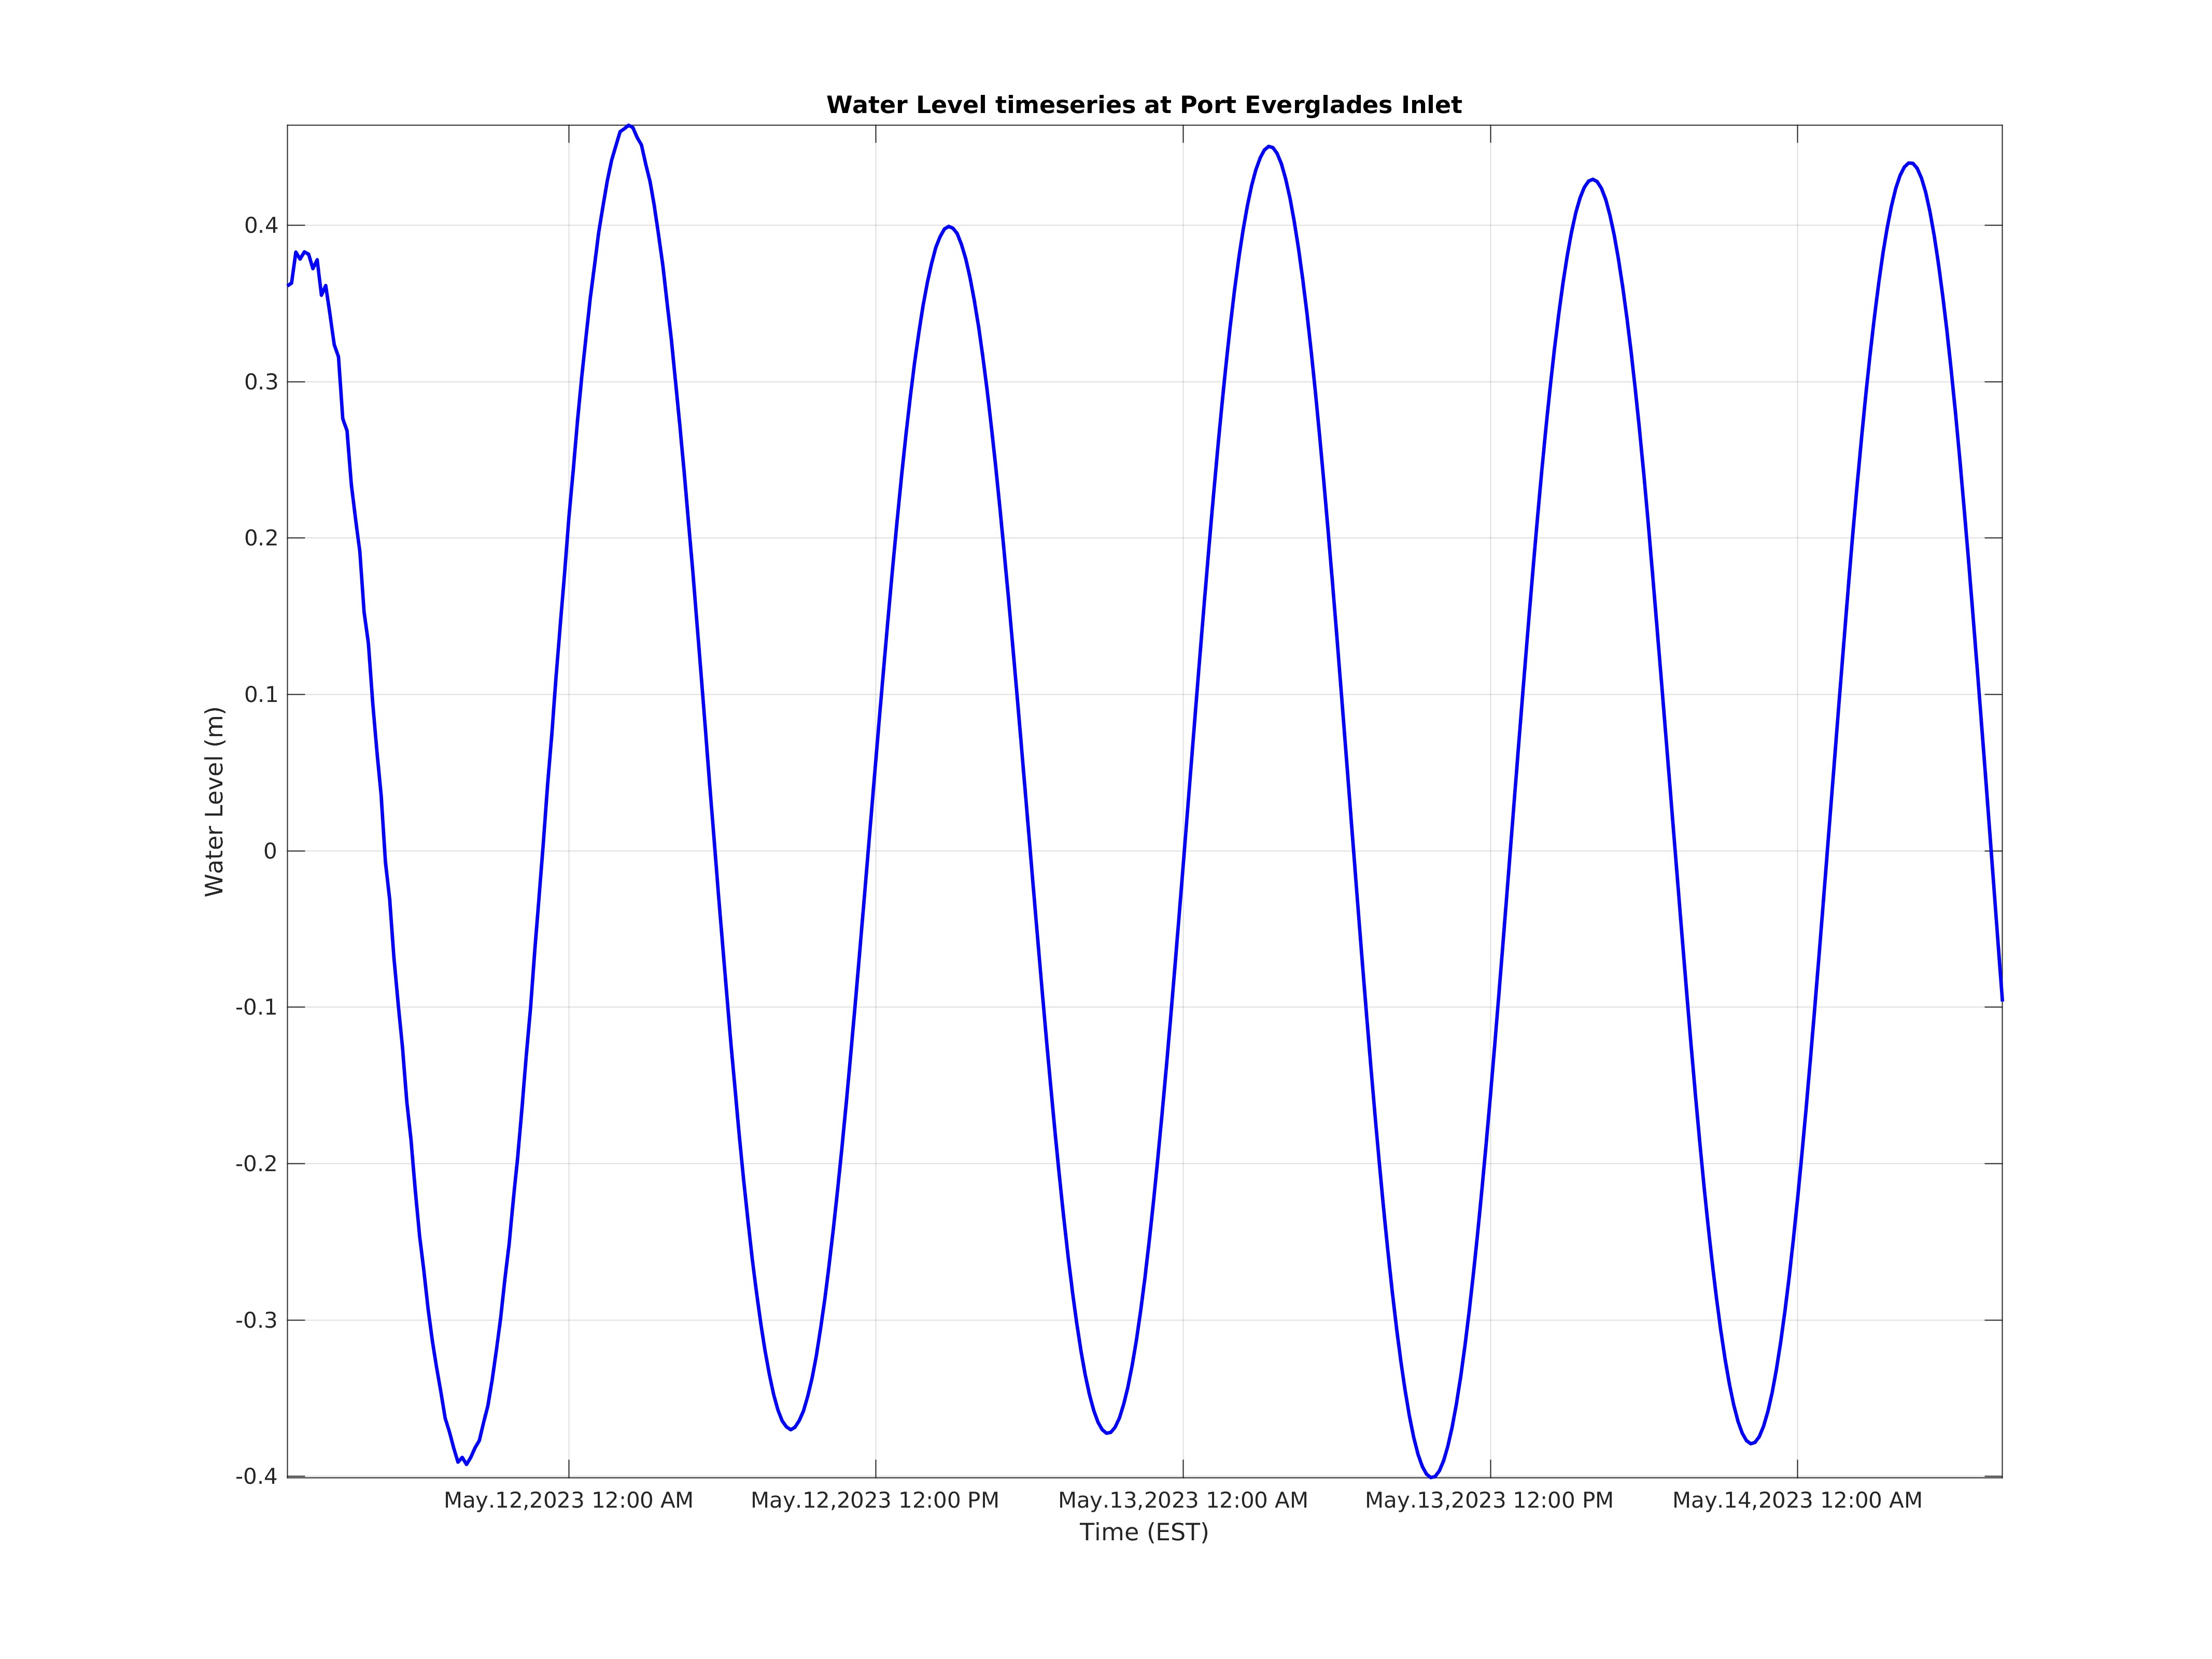 Water Level timeseries at Port Everglades Inlet
0.4
0.3
0.2
0.1
0
-0.1
-0.2
-0.3
-0.4
Water Level (m)
May.12,2023 12:00 AM
May.12,2023 12:00 PM
May.13,2023 12:00 AM
May.13,2023 12:00 PM
May.14,2023 12:00 AM
Time (EST)